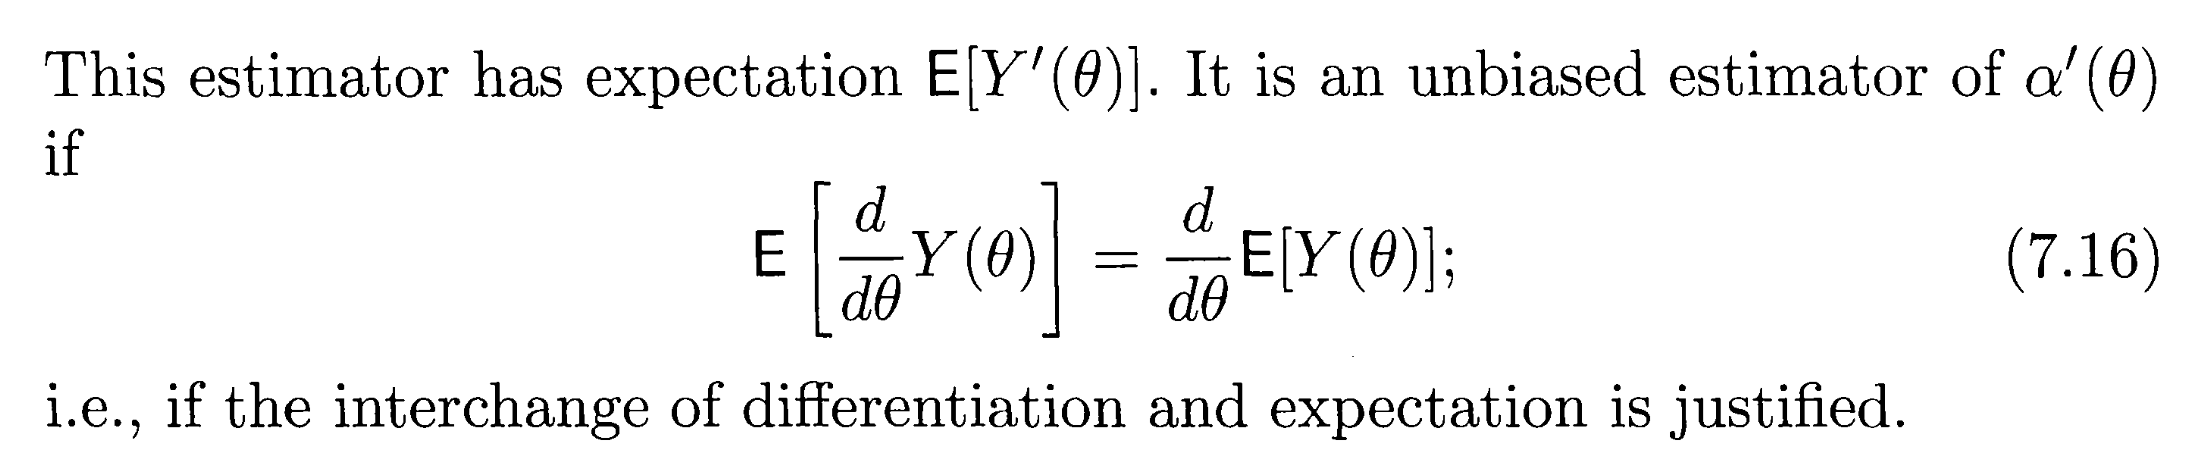 This estimator has expectation E[Y′(θ)]. It is an unbiased estimator of α′(θ)
if
E [ d/dθ Y(θ) ] = d/dθ E[Y(θ)]; (7.16)
i.e., if the interchange of differentiation and expectation is justified.